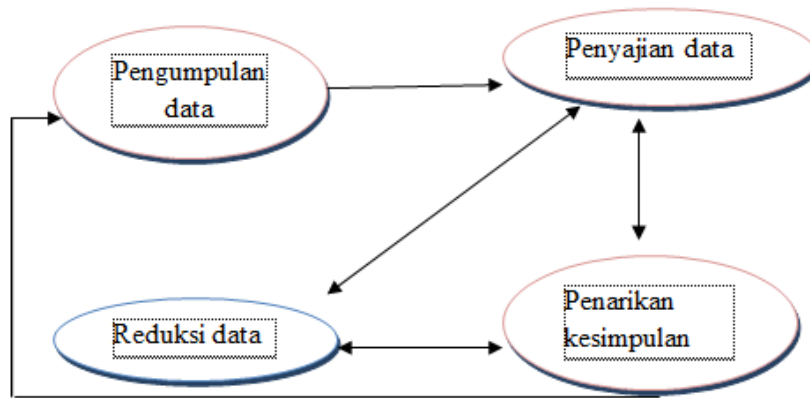 Pengumpulan
data
Penyajian data
Reduksi data
Penarikan
kesimpulan